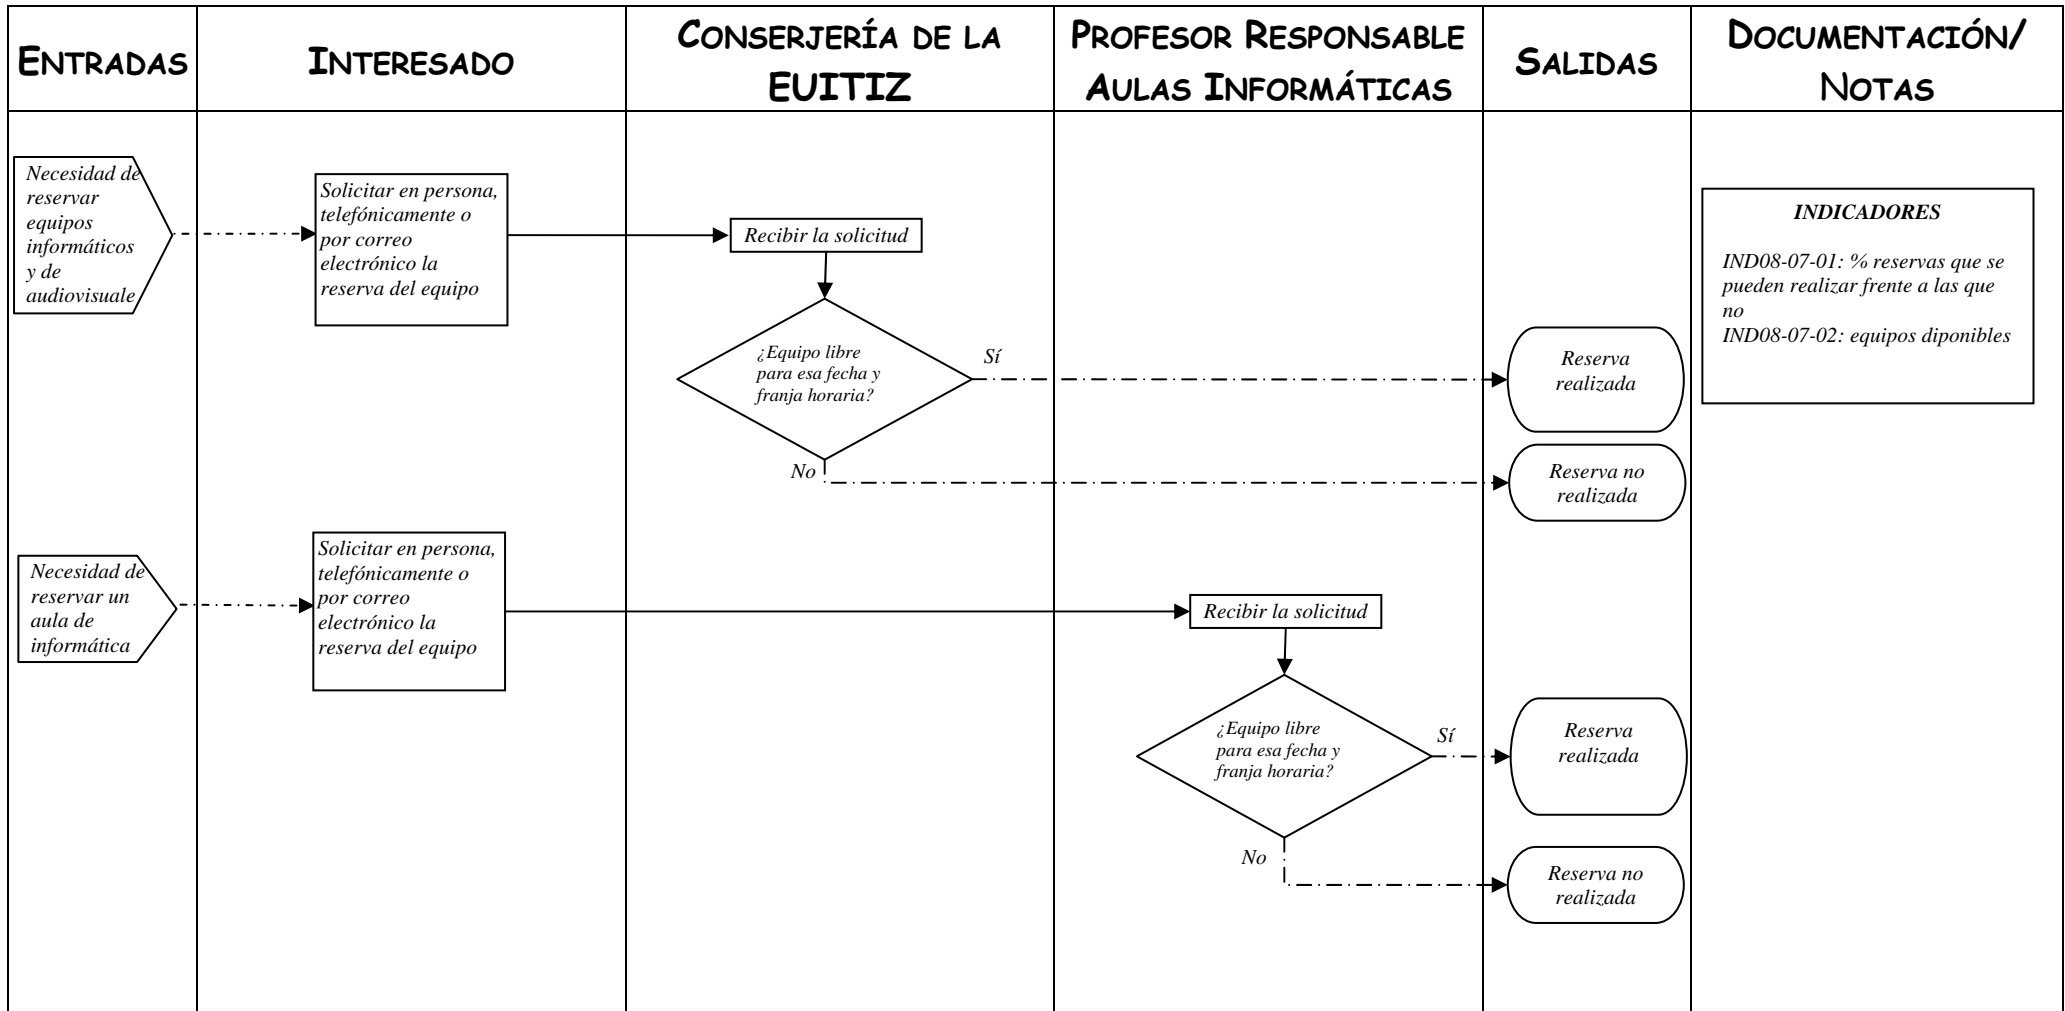 ENTRADAS
INTERESADO
CONSERJERÍA DE LA
EUITIZ
PROFESOR RESPONSABLE
AULAS INFORMÁTICAS
SALIDAS
DOCUMENTACIÓN/
NOTAS
Necesidad de
reservar
equipos
informáticos
y de
audiovisuale
Solicitar en persona,
telefónicamente o
por correo
electrónico la
reserva del equipo
Recibir la solicitud
¿Equipo libre
para esa fecha y
franja horaria?
Sí
No
Reserva
realizada
Reserva no
realizada
INDICADORES
IND08-07-01: % reservas que se
pueden realizar frente a las que
no
IND08-07-02: equipos diponibles
Necesidad de
reservar un
aula de
informática
Solicitar en persona,
telefónicamente o
por correo
electrónico la
reserva del equipo
Recibir la solicitud
¿Equipo libre
para esa fecha y
franja horaria?
Sí
No
Reserva
realizada
Reserva no
realizada